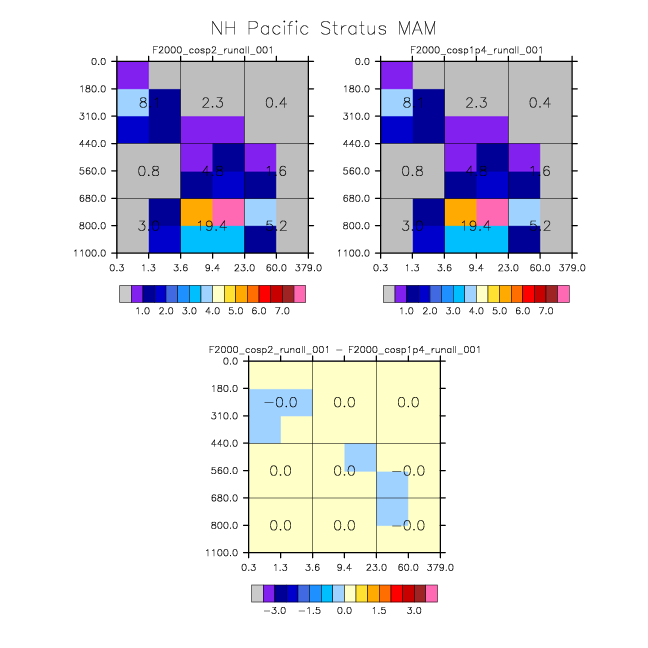 NH Pacific Stratus MAM
F2000_cosp2_runall_001 F2000_cosp1p4_runall_001
0.0 0.0
180.0 8 2.3 0.4 180.0 8 2.3 0.4
310.0 310.0
440.0 440.0
560.0 0.8 4.8 1.6 560.0 0.8 4.8 1.6
680.0 680.0
800.0 3.0 19.4 5.2 800.0 3.0 19.4 5.2
1100.0 1100.0
0.3 1.3 3.6 9.4 23.0 60.0 379.0 0.3 1.3 3.6 9.4 23.0 60.0 379.0
1.0 2.0 3.0 4.0 5.0 6.0 7.0 1.0 2.0 3.0 4.0 5.0 6.0 7.0
F2000_cosp2_runall_001 − F2000_cosp1p4_runall_001
0.0
180.0
−0.0 0.0 0.0
310.0
440.0
560.0 0.0 0.0 −0.0
680.0
800.0 0.0 0.0 −0.0
1100.0
0.3 1.3 3.6 9.4 23.0 60.0 379.0
−3.0 −1.5 0.0 1.5 3.0